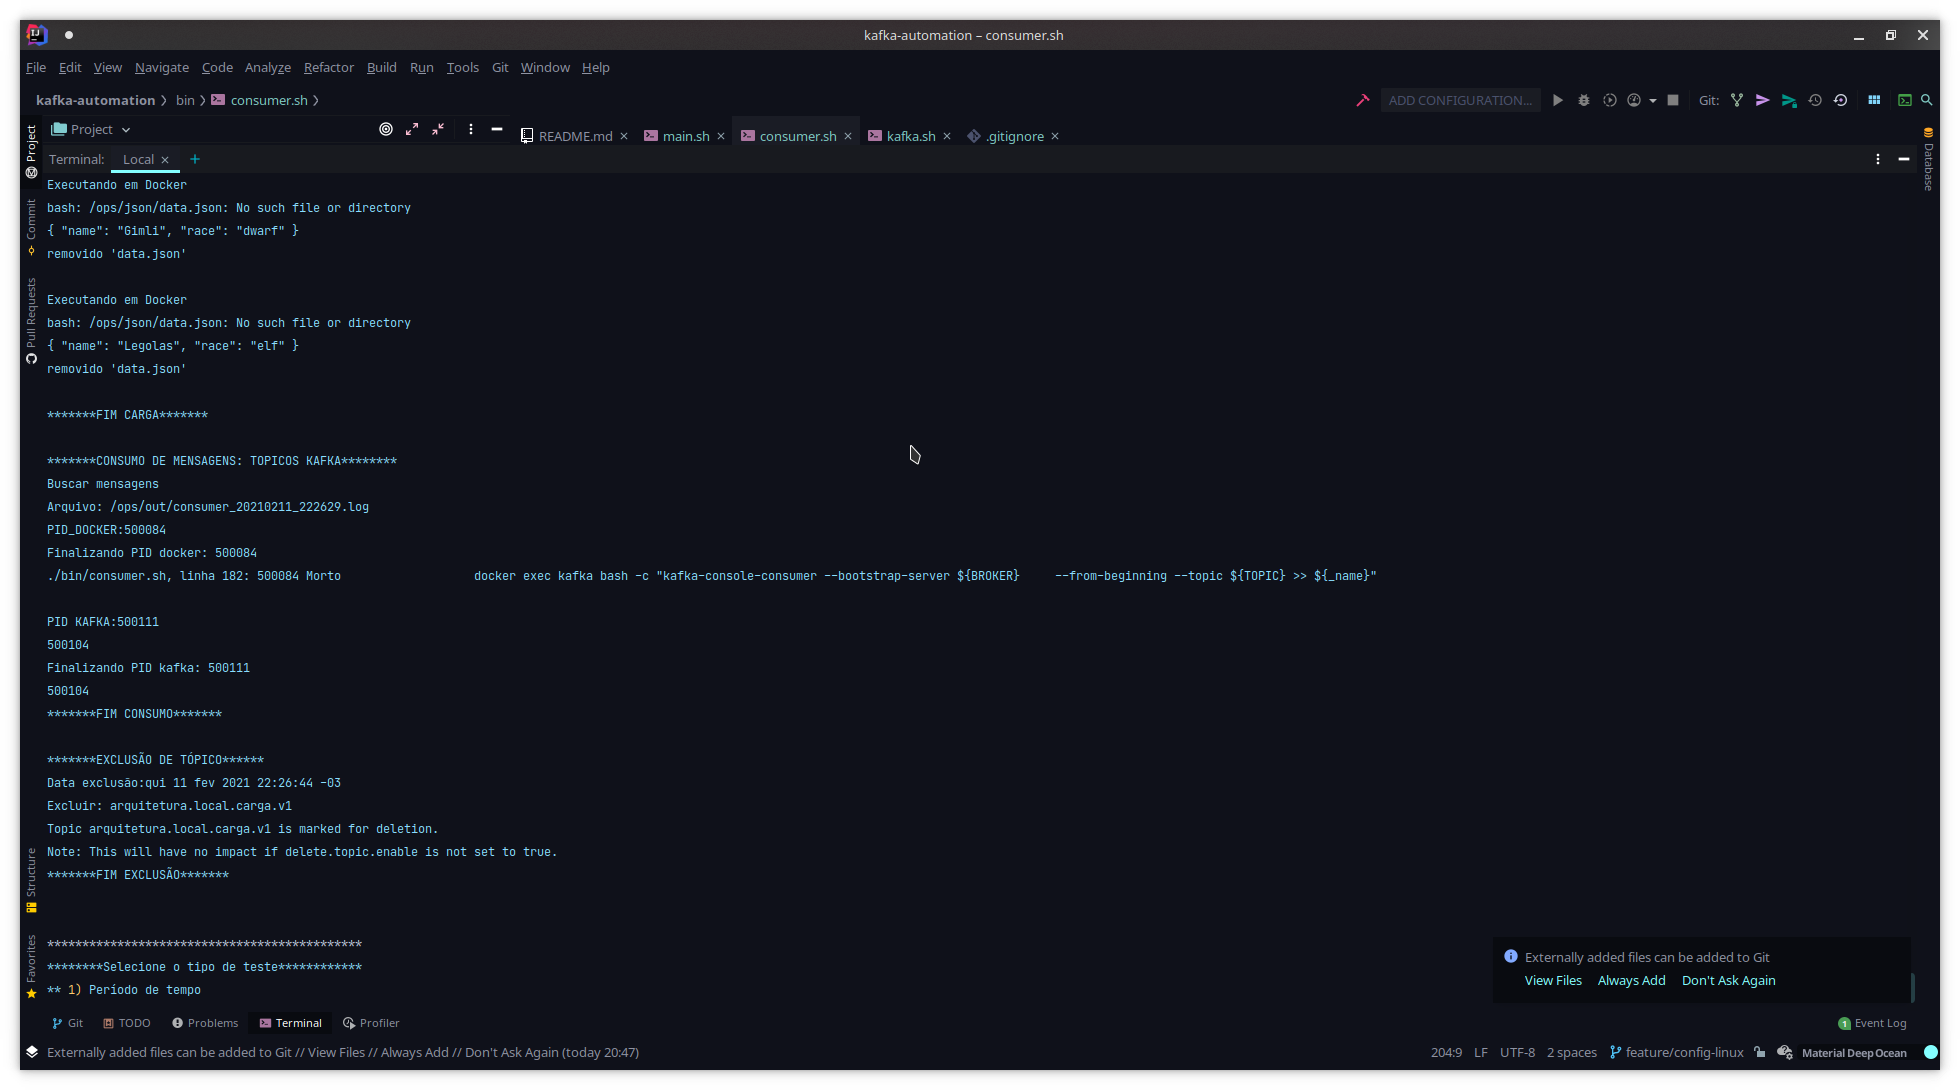 kafka-automation – consumer.sh
File Edit View Navigate Code Analyze Refactor Build Run Tools Git Window Help
kafka-automation bin consumer.sh
ADD CONFIGURATION...
Git:
Project
README.md main.sh consumer.sh kafka.sh .gitignore
Terminal: Local
Project
Commit
Pull Requests
Structure
Favorites
Database
Executando em Docker
bash: /ops/json/data.json: No such file or directory
{ "name": "Gimli", "race": "dwarf" }
removido 'data.json'
Executando em Docker
bash: /ops/json/data.json: No such file or directory
{ "name": "Legolas", "race": "elf" }
removido 'data.json'
*******FIM CARGA*******
*******CONSUMO DE MENSAGENS: TOPICOS KAFKA********
Buscar mensagens
Arquivo: /ops/out/consumer_20210211_222629.log
PID_DOCKER:500084
Finalizando PID docker: 500084
./bin/consumer.sh, linha 182: 500084 Morto                   docker exec kafka bash -c "kafka-console-consumer --bootstrap-server ${BROKER}     --from-beginning --topic ${TOPIC} >> ${_name}"
PID KAFKA:500111
500104
Finalizando PID kafka: 500111
500104
*******FIM CONSUMO*******
*******EXCLUSÃO DE TÓPICO******
Data exclusão:qui 11 fev 2021 22:26:44 -03
Excluir: arquitetura.local.carga.v1
Topic arquitetura.local.carga.v1 is marked for deletion.
Note: This will have no impact if delete.topic.enable is not set to true.
*******FIM EXCLUSÃO*******
*********************************************
********Selecione o tipo de teste************
** 1) Período de tempo
Externally added files can be added to Git
View Files Always Add Don't Ask Again
Git TODO Problems Terminal Profiler
1 Event Log
Externally added files can be added to Git // View Files // Always Add // Don't Ask Again (today 20:47)
204:9 LF UTF-8 2 spaces feature/config-linux Material Deep Ocean